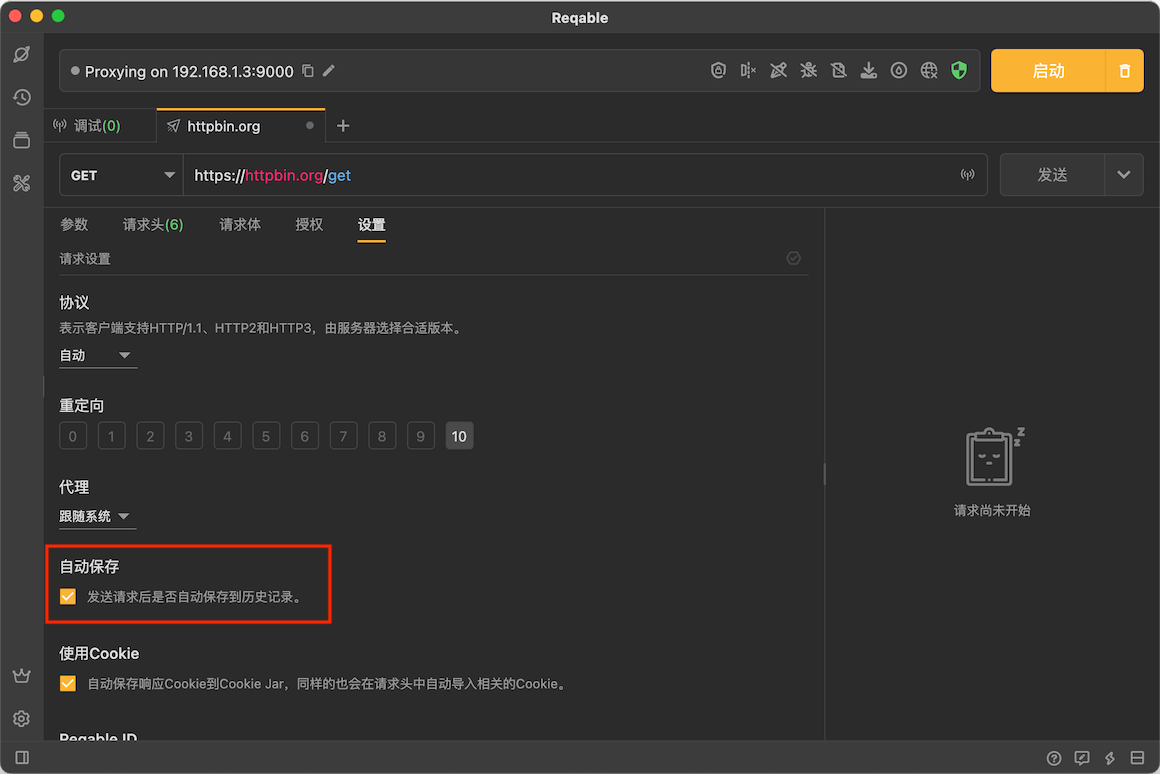 Reqable
Proxying on 192.168.1.3:9000
启动
调试(0)
httpbin.org
GET
https://httpbin.org/get
发送
参数
请求头(6)
请求体
授权
设置
请求设置
协议
表示客户端支持HTTP/1.1、HTTP2和HTTP3，由服务器选择合适版本。
自动
重定向
0 1 2 3 4 5 6 7 8 9 10
代理
跟随系统
自动保存
发送请求后是否自动保存到历史记录。
使用Cookie
自动保存响应Cookie到Cookie Jar，同样的也会在请求头中自动导入相关的Cookie。
Reqable ID
z
z
请求尚未开始